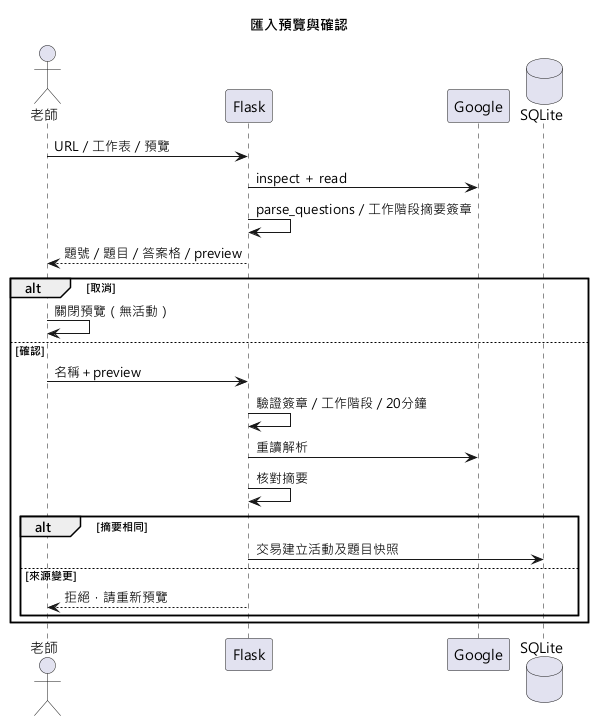 匯入預覽與確認
老師
Flask
Google
SQLite
URL / 工作表 / 預覽
inspect + read
parse_questions / 工作階段摘要簽章
題號 / 題目 / 答案格 / preview
alt [取消]
關閉預覽（無活動）
[確認]
名稱 + preview
驗證簽章 / 工作階段 / 20分鐘
重讀解析
核對摘要
alt [摘要相同]
交易建立活動及題目快照
[來源變更]
拒絕．請重新預覽
老師
Flask
Google
SQLite